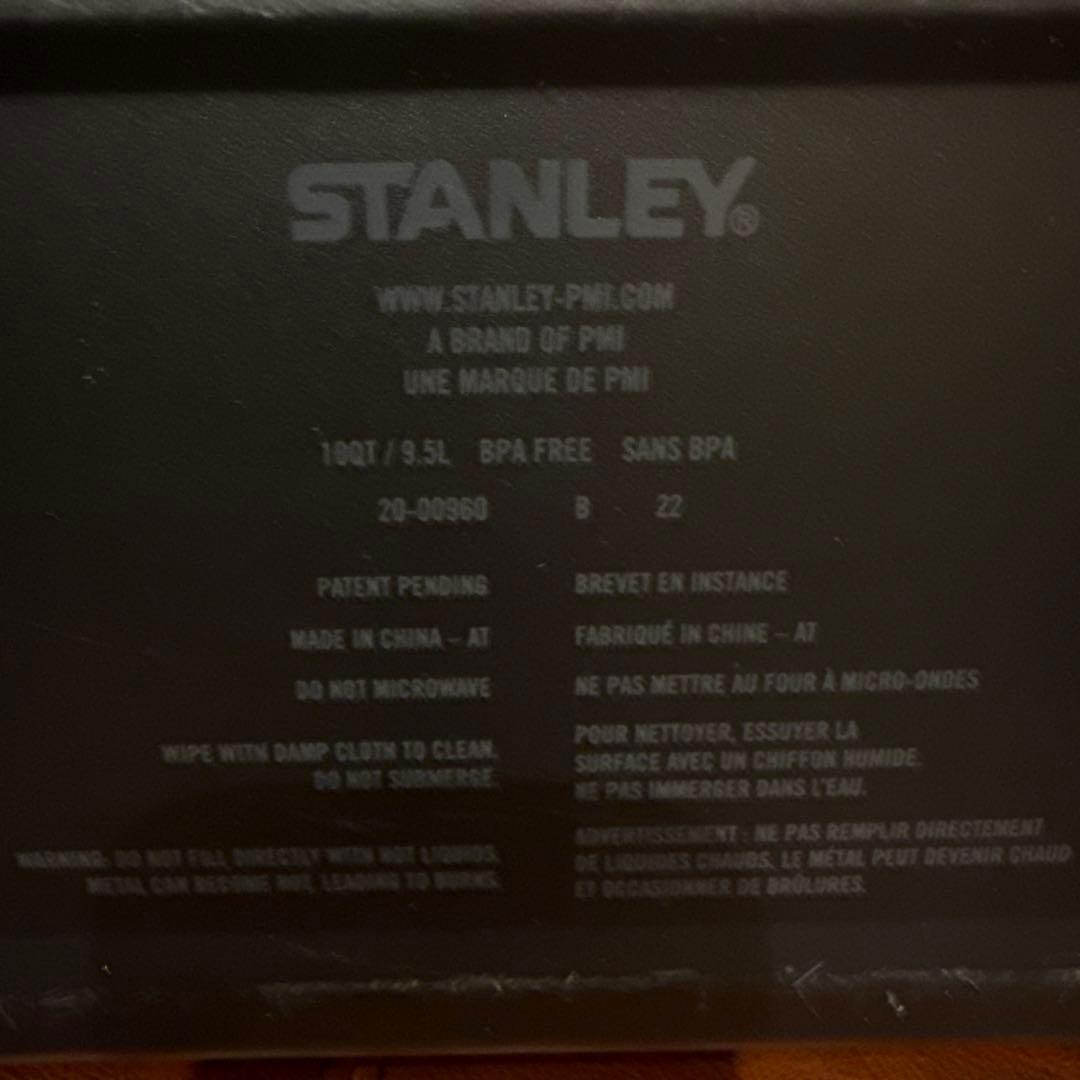 STANLEY®
WWW.STANLEY-PMI.COM
A BRAND OF PMI
UNE MARQUE DE PMI
10QT / 9.5L BPA FREE SANS BPA
20-00960 B 22
PATENT PENDING
BREVET EN INSTANCE
MADE IN CHINA – AT
FABRIQUÉ IN CHINE – AT
DO NOT MICROWAVE
NE PAS METTRE AU FOUR À MICRO-ONDES
WIPE WITH DAMP CLOTH TO CLEAN.
DO NOT SUBMERGE.
POUR NETTOYER, ESSUYER LA
SURFACE AVEC UN CHIFFON HUMIDE.
NE PAS IMMERGER DANS L'EAU.
WARNING: DO NOT FILL DIRECTLY WITH HOT LIQUIDS.
METAL CAN BECOME HOT, LEADING TO BURNS.
ADVERTISSEMENT : NE PAS REMPLIR DIRECTEMENT
DE LIQUIDES CHAUDS, LE MÉTAL PEUT DEVENIR CHAUD
ET OCCASIONNER DE BRÛLURES.